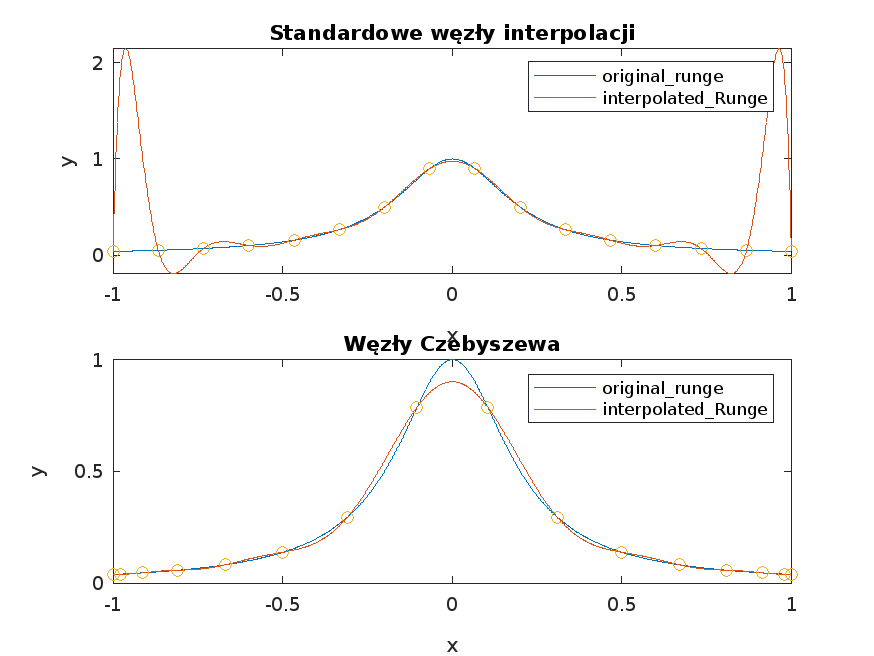 Standardowe węzły interpolacji
original_runge
interpolated_Runge
2
1
0
y
-1 -0.5 0 0.5 1
x
Węzły Czebyszewa
original_runge
interpolated_Runge
1
0.5
0
y
-1 -0.5 0 0.5 1
x